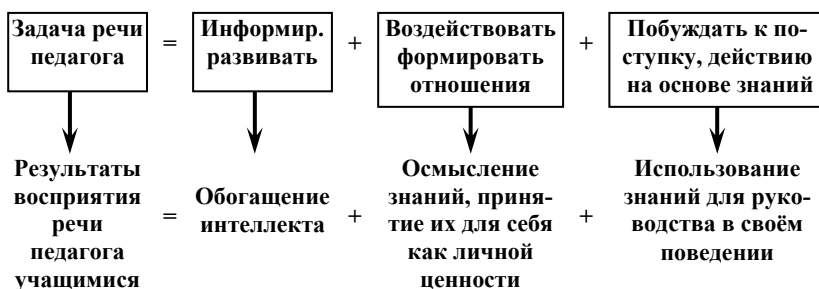 Задача речи
педагога
=
Информир.
развивать
+
Воздействовать
формировать
отношения
+
Побуждать к по-
ступку, действию
на основе знаний
Результаты
восприятия
речи
педагога
учащимися
=
Обогащение
интеллекта
+
Осмысление
знаний, приня-
тие их для себя
как личной
ценности
+
Использование
знаний для руко-
водства в своём
поведении